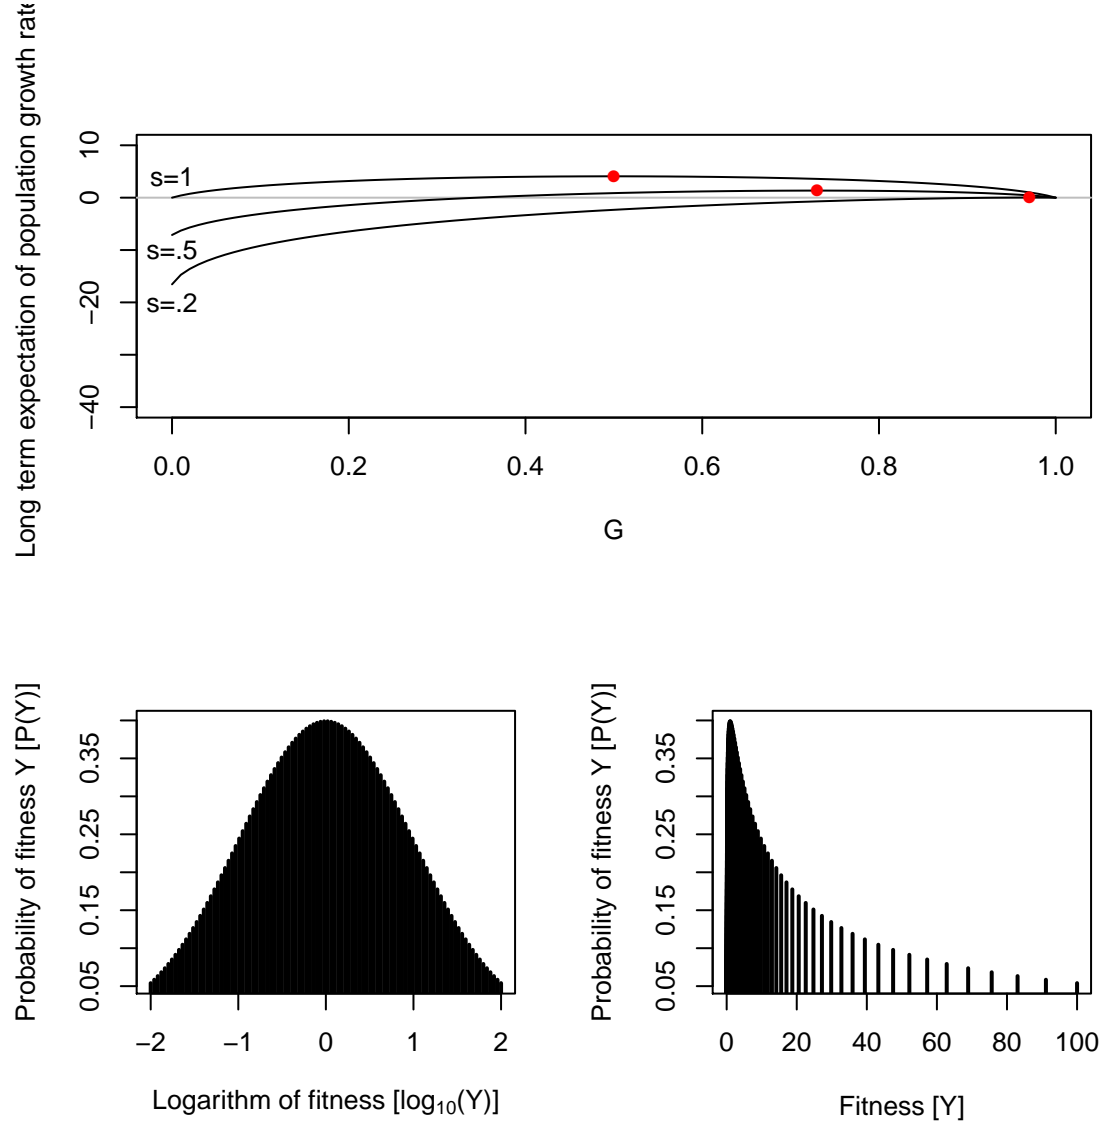 Long term expectation of population growth rate
10
0
−20
−40
s=1
s=.5
s=.2
0.0 0.2 0.4 0.6 0.8 1.0
G
Probability of fitness Y [P(Y)]
0.35
0.25
0.15
0.05
−2 −1 0 1 2
Logarithm of fitness [log₁₀(Y)]
Probability of fitness Y [P(Y)]
0.35
0.25
0.15
0.05
0 20 40 60 80 100
Fitness [Y]